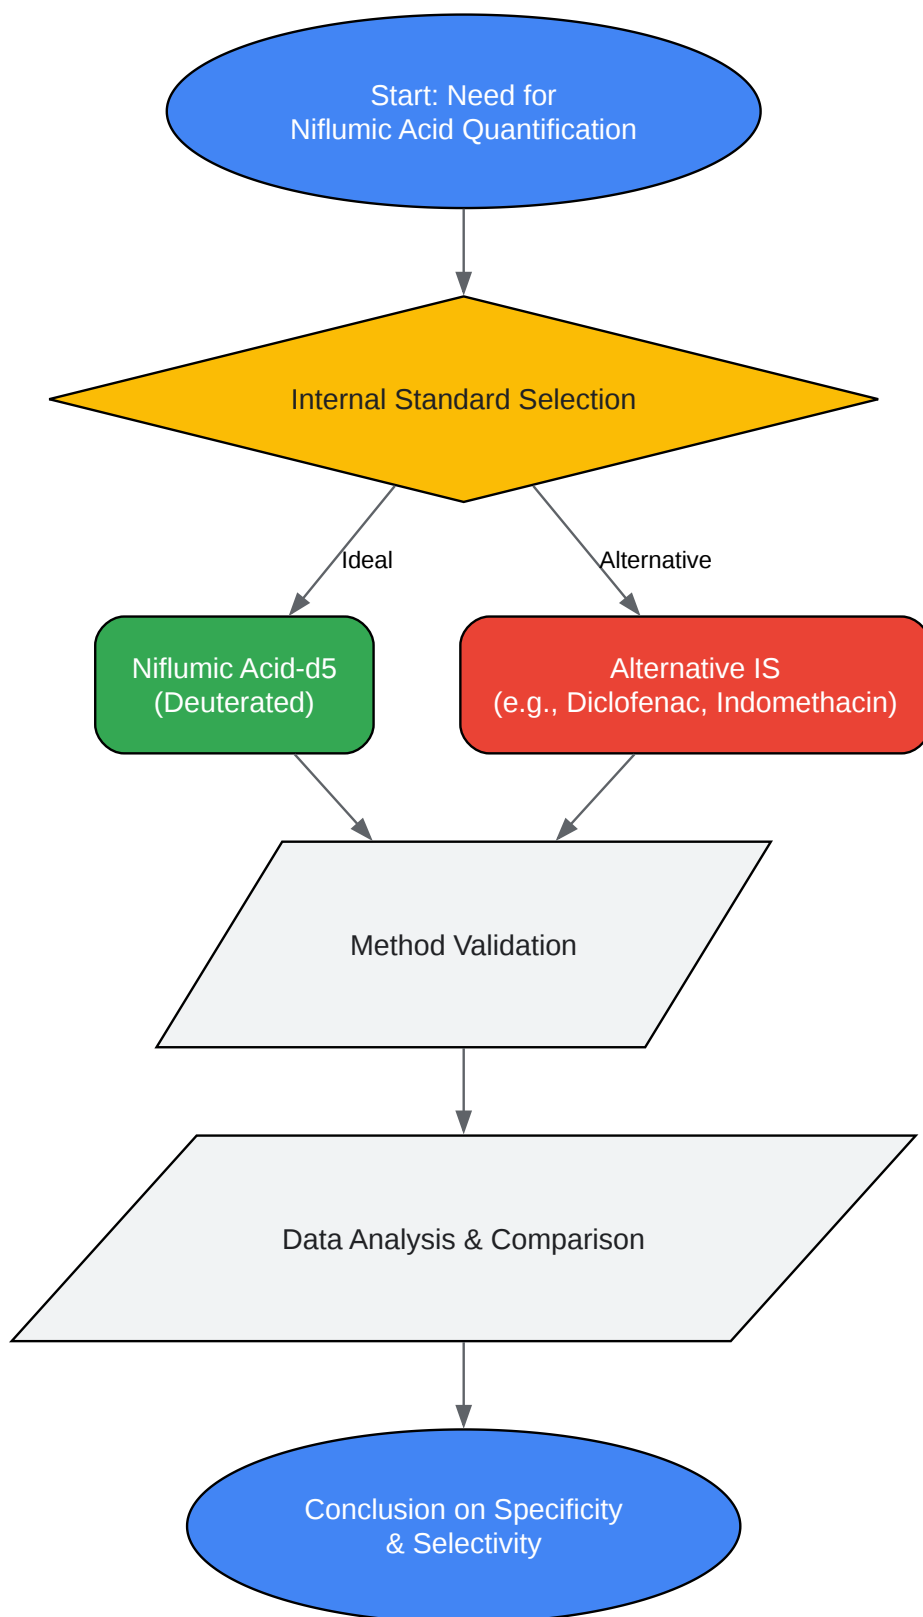 Start: Need for
Niflumic Acid Quantification
Internal Standard Selection
Ideal
Alternative
Niflumic Acid-d5
(Deuterated)
Alternative IS
(e.g., Diclofenac, Indomethacin)
Method Validation
Data Analysis & Comparison
Conclusion on Specificity
& Selectivity